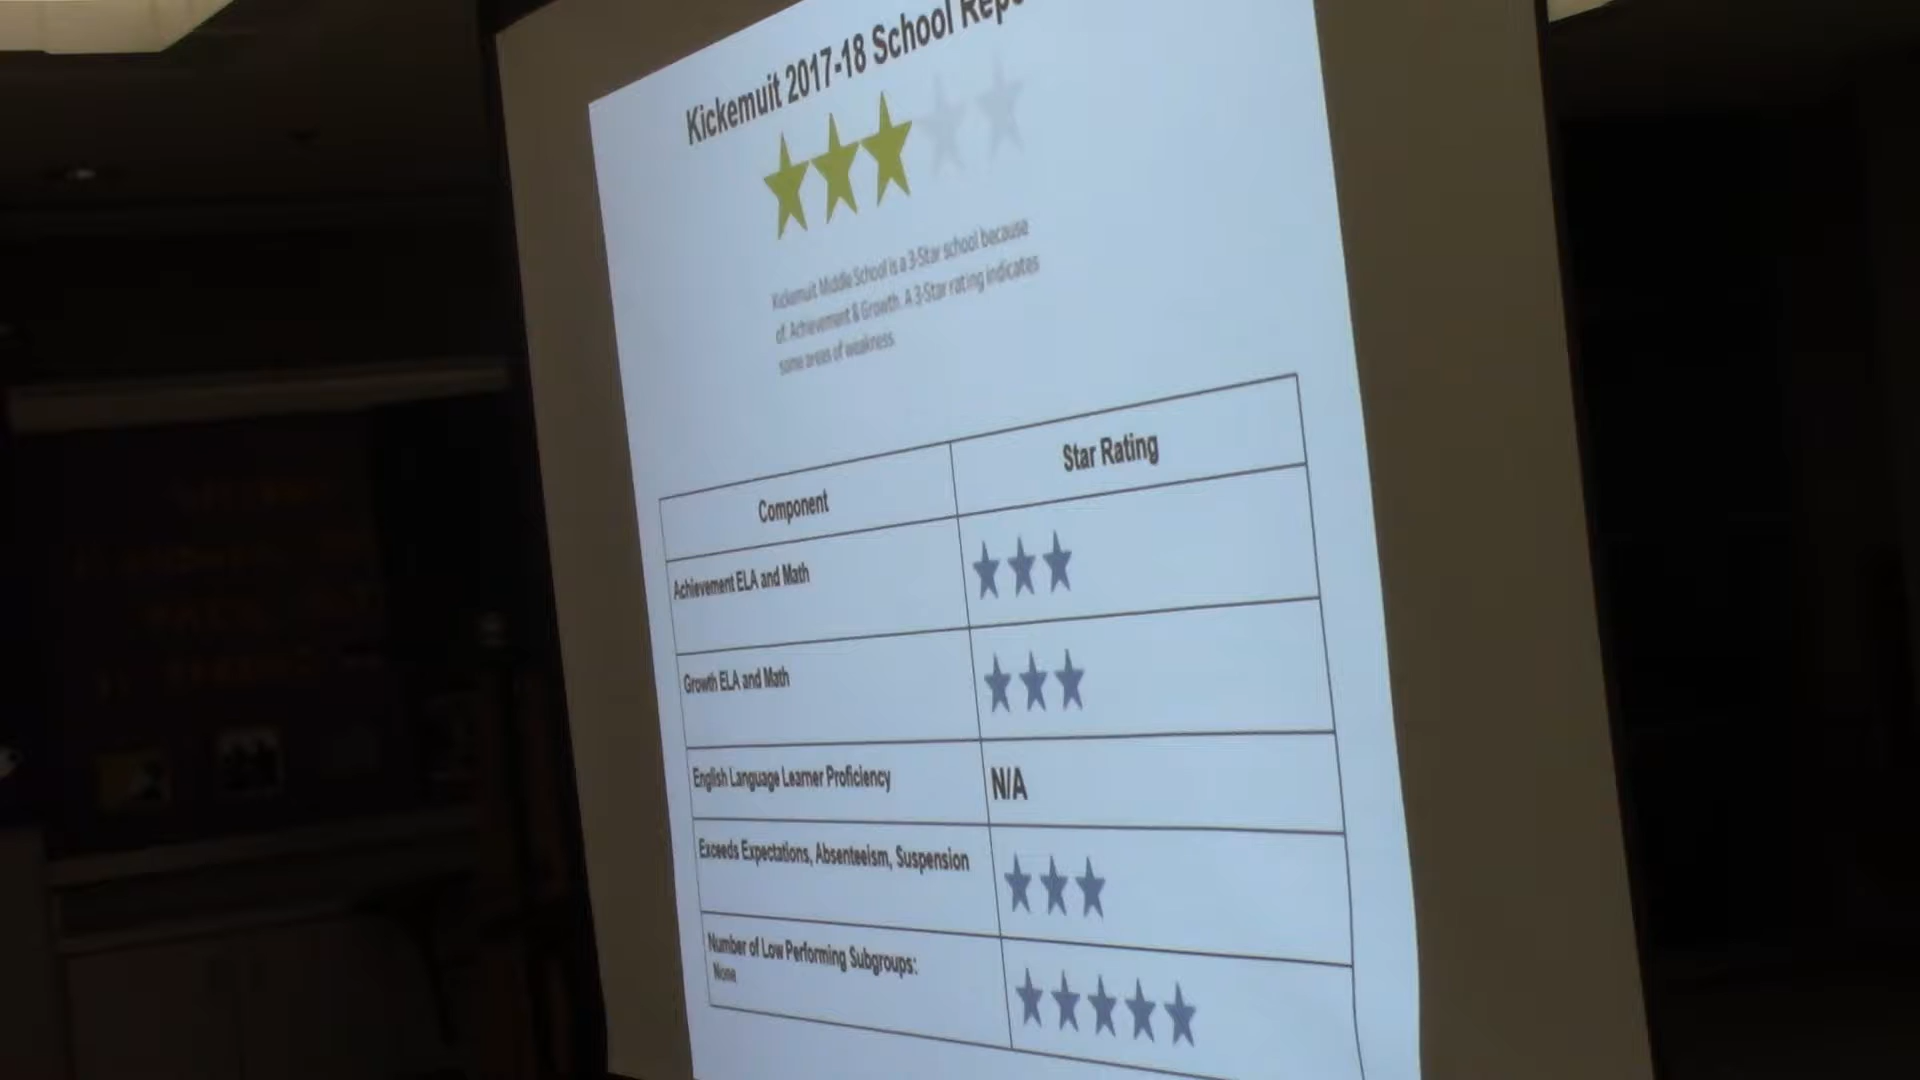 Kickemuit 2017-18 School
Kickemuit Middle School is a 3-Star school because
of: Achievement & Growth. A 3-Star rating indicates
some areas of weakness
Component
Star Rating
Achievement ELA and Math
Growth ELA and Math
English Language Learner Proficiency
N/A
Exceeds Expectations, Absenteeism, Suspension
Number of Low Performing Subgroups:
None